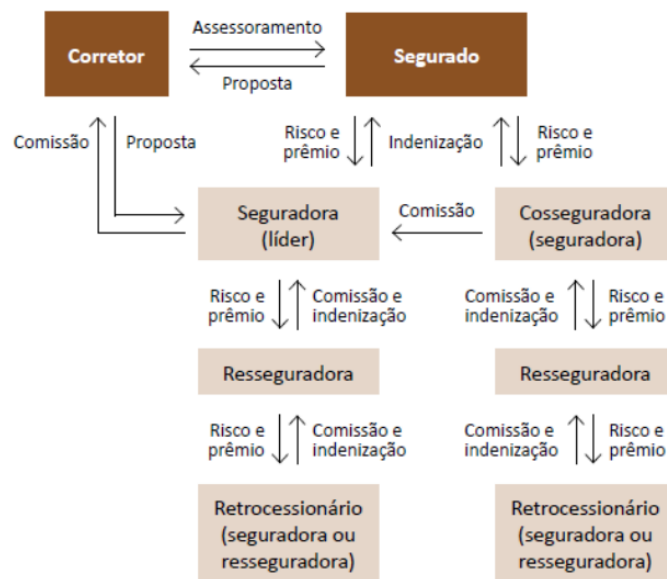 Assessoramento
Corretor
Segurado
Proposta
Comissão
Proposta
Risco e
prêmio
Indenização
Risco e
prêmio
Seguradora
(líder)
Comissão
Cosseguradora
(seguradora)
Risco e
prêmio
Comissão e
indenização
Comissão e
indenização
Risco e
prêmio
Resseguradora
Resseguradora
Risco e
prêmio
Comissão e
indenização
Comissão e
indenização
Risco e
prêmio
Retrocessionário
(seguradora ou
resseguradora)
Retrocessionário
(seguradora ou
resseguradora)